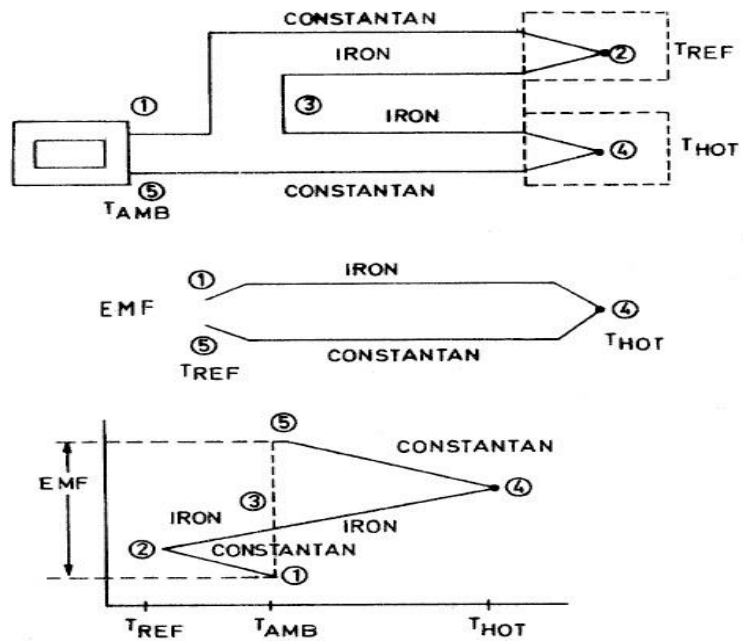 CONSTANTAN
IRON
② TREF
①
③
IRON
④ THOT
⑤
CONSTANTAN
TAMB
① IRON
EMF
④
⑤
THOT
TREF CONSTANTAN
⑤
CONSTANTAN
EMF
③
④
IRON
IRON
② CONSTANTAN
①
TREF TAMB THOT